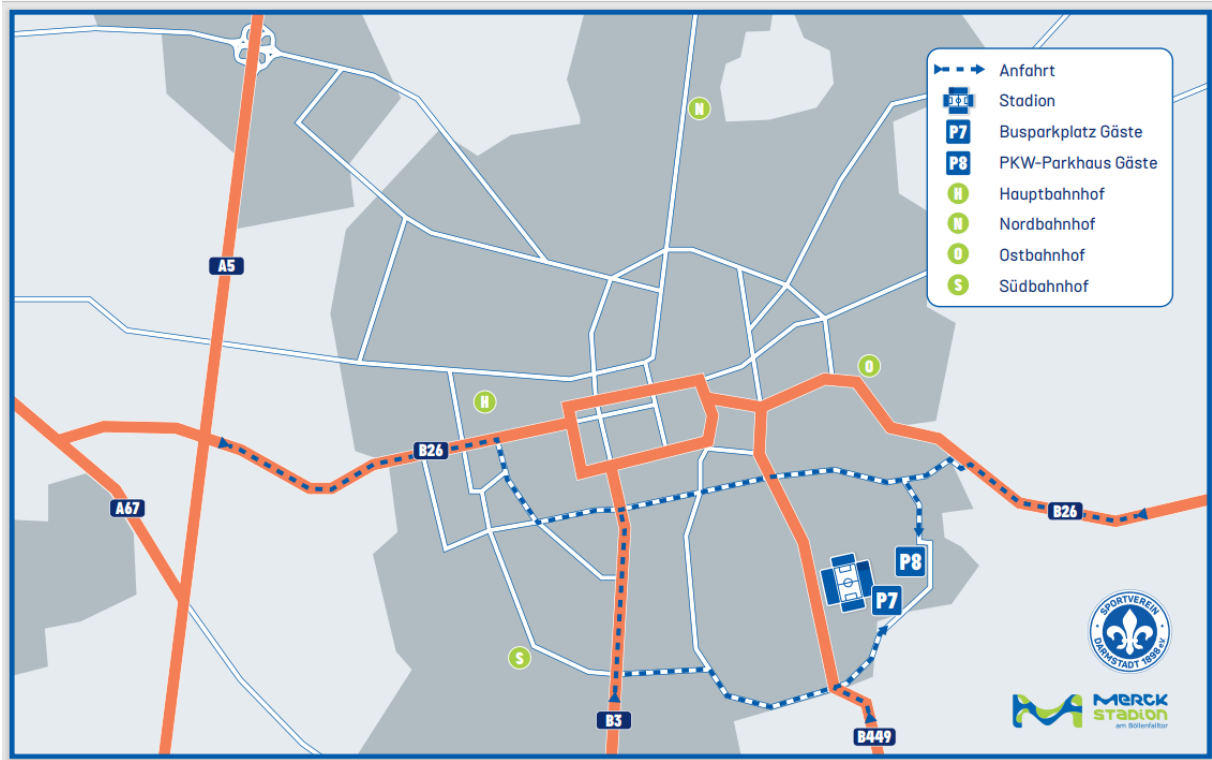 Anfahrt
Stadion
P7 Busparkplatz Gäste
P8 PKW-Parkhaus Gäste
H Hauptbahnhof
N Nordbahnhof
O Ostbahnhof
S Südbahnhof
N
A5
O
H
B26
A67
B26
P8
P7
S
B3
B449
SPORTVEREIN
DARMSTADT 1898 e.V.
MERCK
STADION
am Böllenfalltor